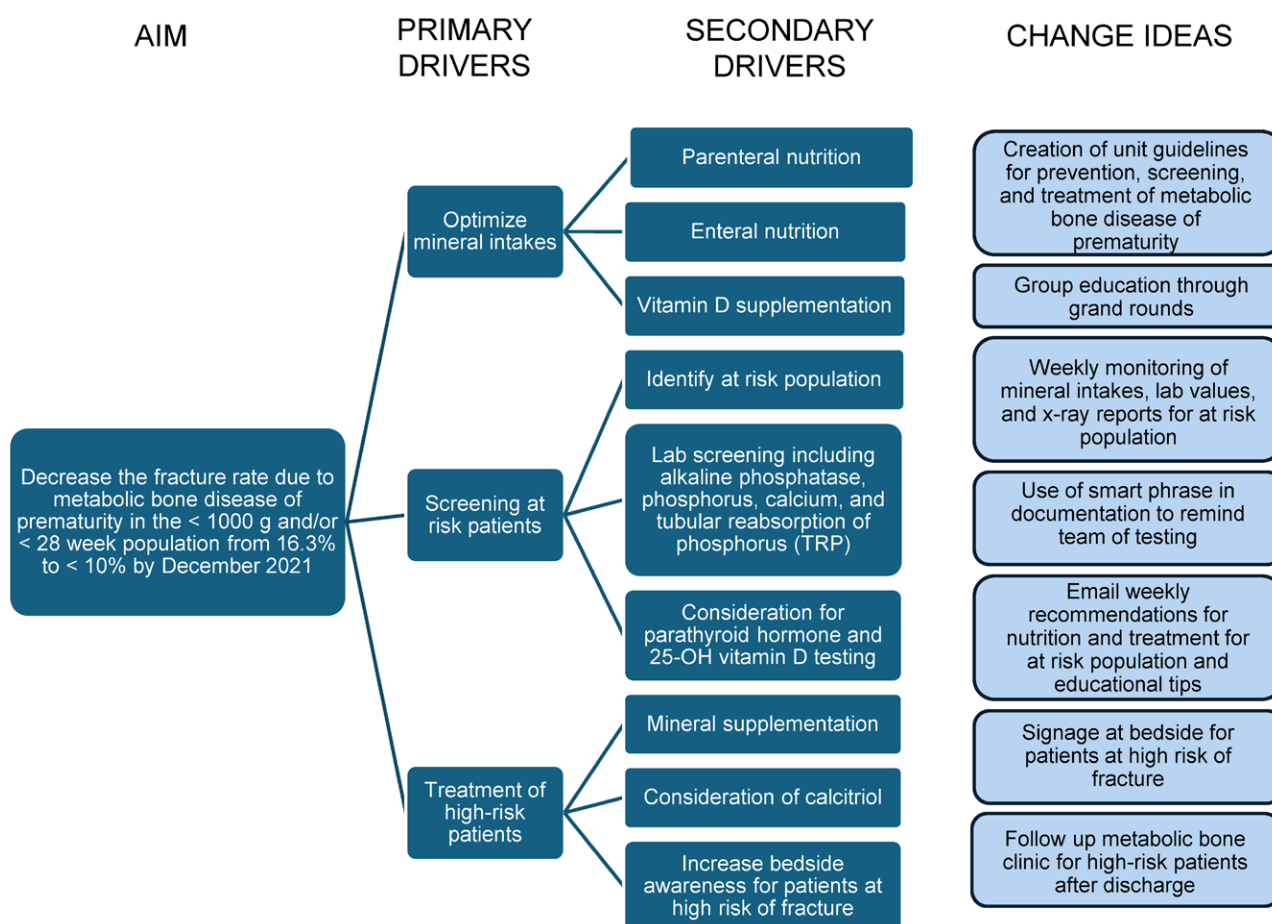 AIM
PRIMARY
DRIVERS
SECONDARY
DRIVERS
CHANGE IDEAS
Decrease the fracture rate due to
metabolic bone disease of
prematurity in the < 1000 g and/or
< 28 week population from 16.3%
to < 10% by December 2021
Optimize
mineral intakes
Screening at
risk patients
Treatment of
high-risk
patients
Parenteral nutrition
Enteral nutrition
Vitamin D supplementation
Identify at risk population
Lab screening including
alkaline phosphatase,
phosphorus, calcium, and
tubular reabsorption of
phosphorus (TRP)
Consideration for
parathyroid hormone and
25-OH vitamin D testing
Mineral supplementation
Consideration of calcitriol
Increase bedside
awareness for patients at
high risk of fracture
Creation of unit guidelines
for prevention, screening,
and treatment of metabolic
bone disease of
prematurity
Group education through
grand rounds
Weekly monitoring of
mineral intakes, lab values,
and x-ray reports for at risk
population
Use of smart phrase in
documentation to remind
team of testing
Email weekly
recommendations for
nutrition and treatment for
at risk population and
educational tips
Signage at bedside for
patients at high risk of
fracture
Follow up metabolic bone
clinic for high-risk patients
after discharge